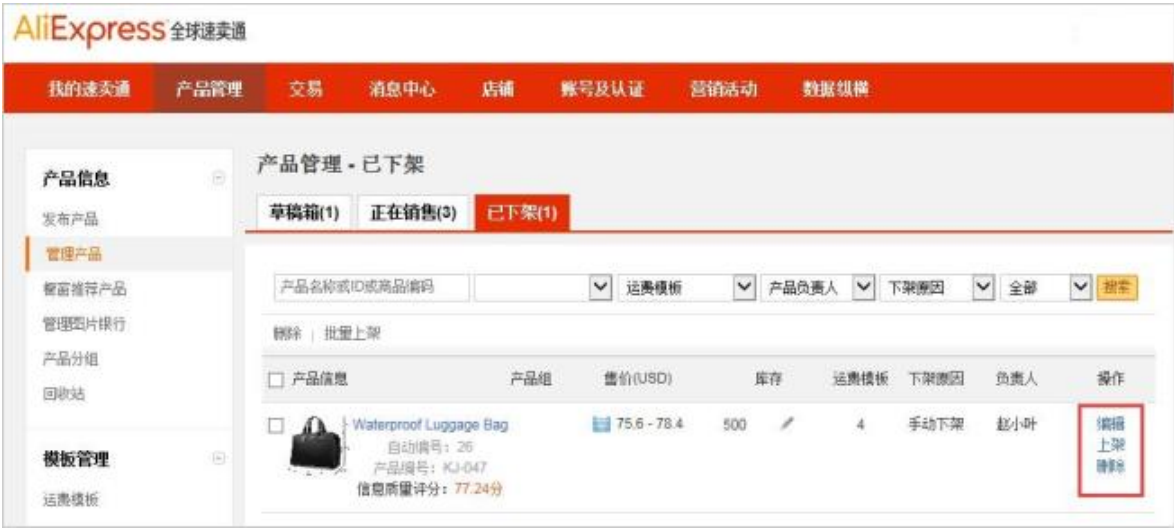 AliExpress 全球速卖通
我的速卖通 产品管理 交易 消息中心 店铺 账号及认证 营销活动 数据纵横
产品信息
发布产品
管理产品
橱窗推荐产品
管理图片银行
产品分组
回收站
模板管理
运费模板
产品管理 - 已下架
草稿箱(1) 正在销售(3) 已下架(1)
产品名称或ID或商品编码 运费模板 产品负责人 下架原因 全部 搜索
删除 | 批量上架
产品信息 产品组 售价(USD) 库存 运费模板 下架原因 负责人 操作
Waterproof Luggage Bag 75.6 - 78.4 500 4 手动下架 赵小叶 编辑
自动编号: 26 上架
产品编号: KJ-047 删除
信息质量评分: 77.24分